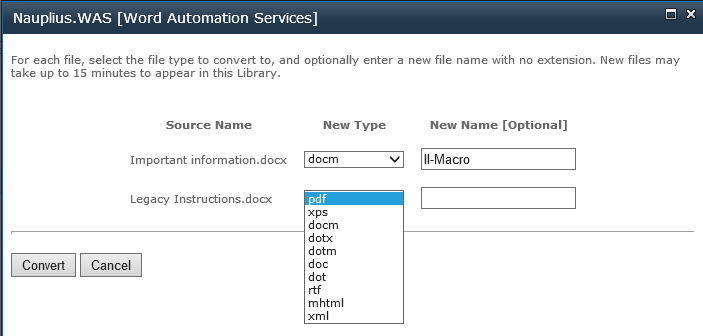 Nauplius.WAS [Word Automation Services]
For each file, select the file type to convert to, and optionally enter a new file name with no extension. New files may
take up to 15 minutes to appear in this Library.
Source Name New Type New Name [Optional]
Important information.docx docm II-Macro
Legacy Instructions.docx pdf
xps
docm
dotx
dotm
doc
dot
rtf
mhtml
xml
Convert Cancel